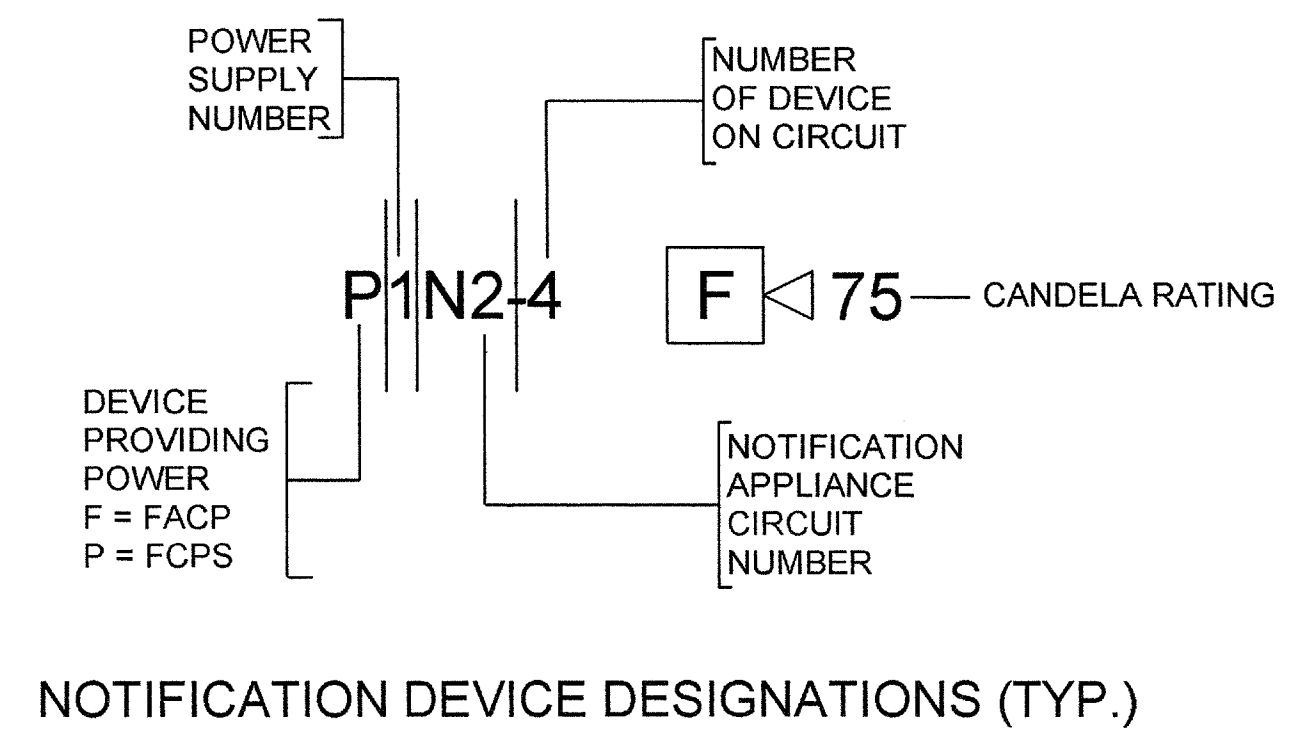 POWER
SUPPLY
NUMBER
NUMBER
OF DEVICE
ON CIRCUIT
P1N2-4
F 75
CANDELA RATING
DEVICE
PROVIDING
POWER
F = FACP
P = FCPS
NOTIFICATION
APPLIANCE
CIRCUIT
NUMBER
NOTIFICATION DEVICE DESIGNATIONS (TYP.)